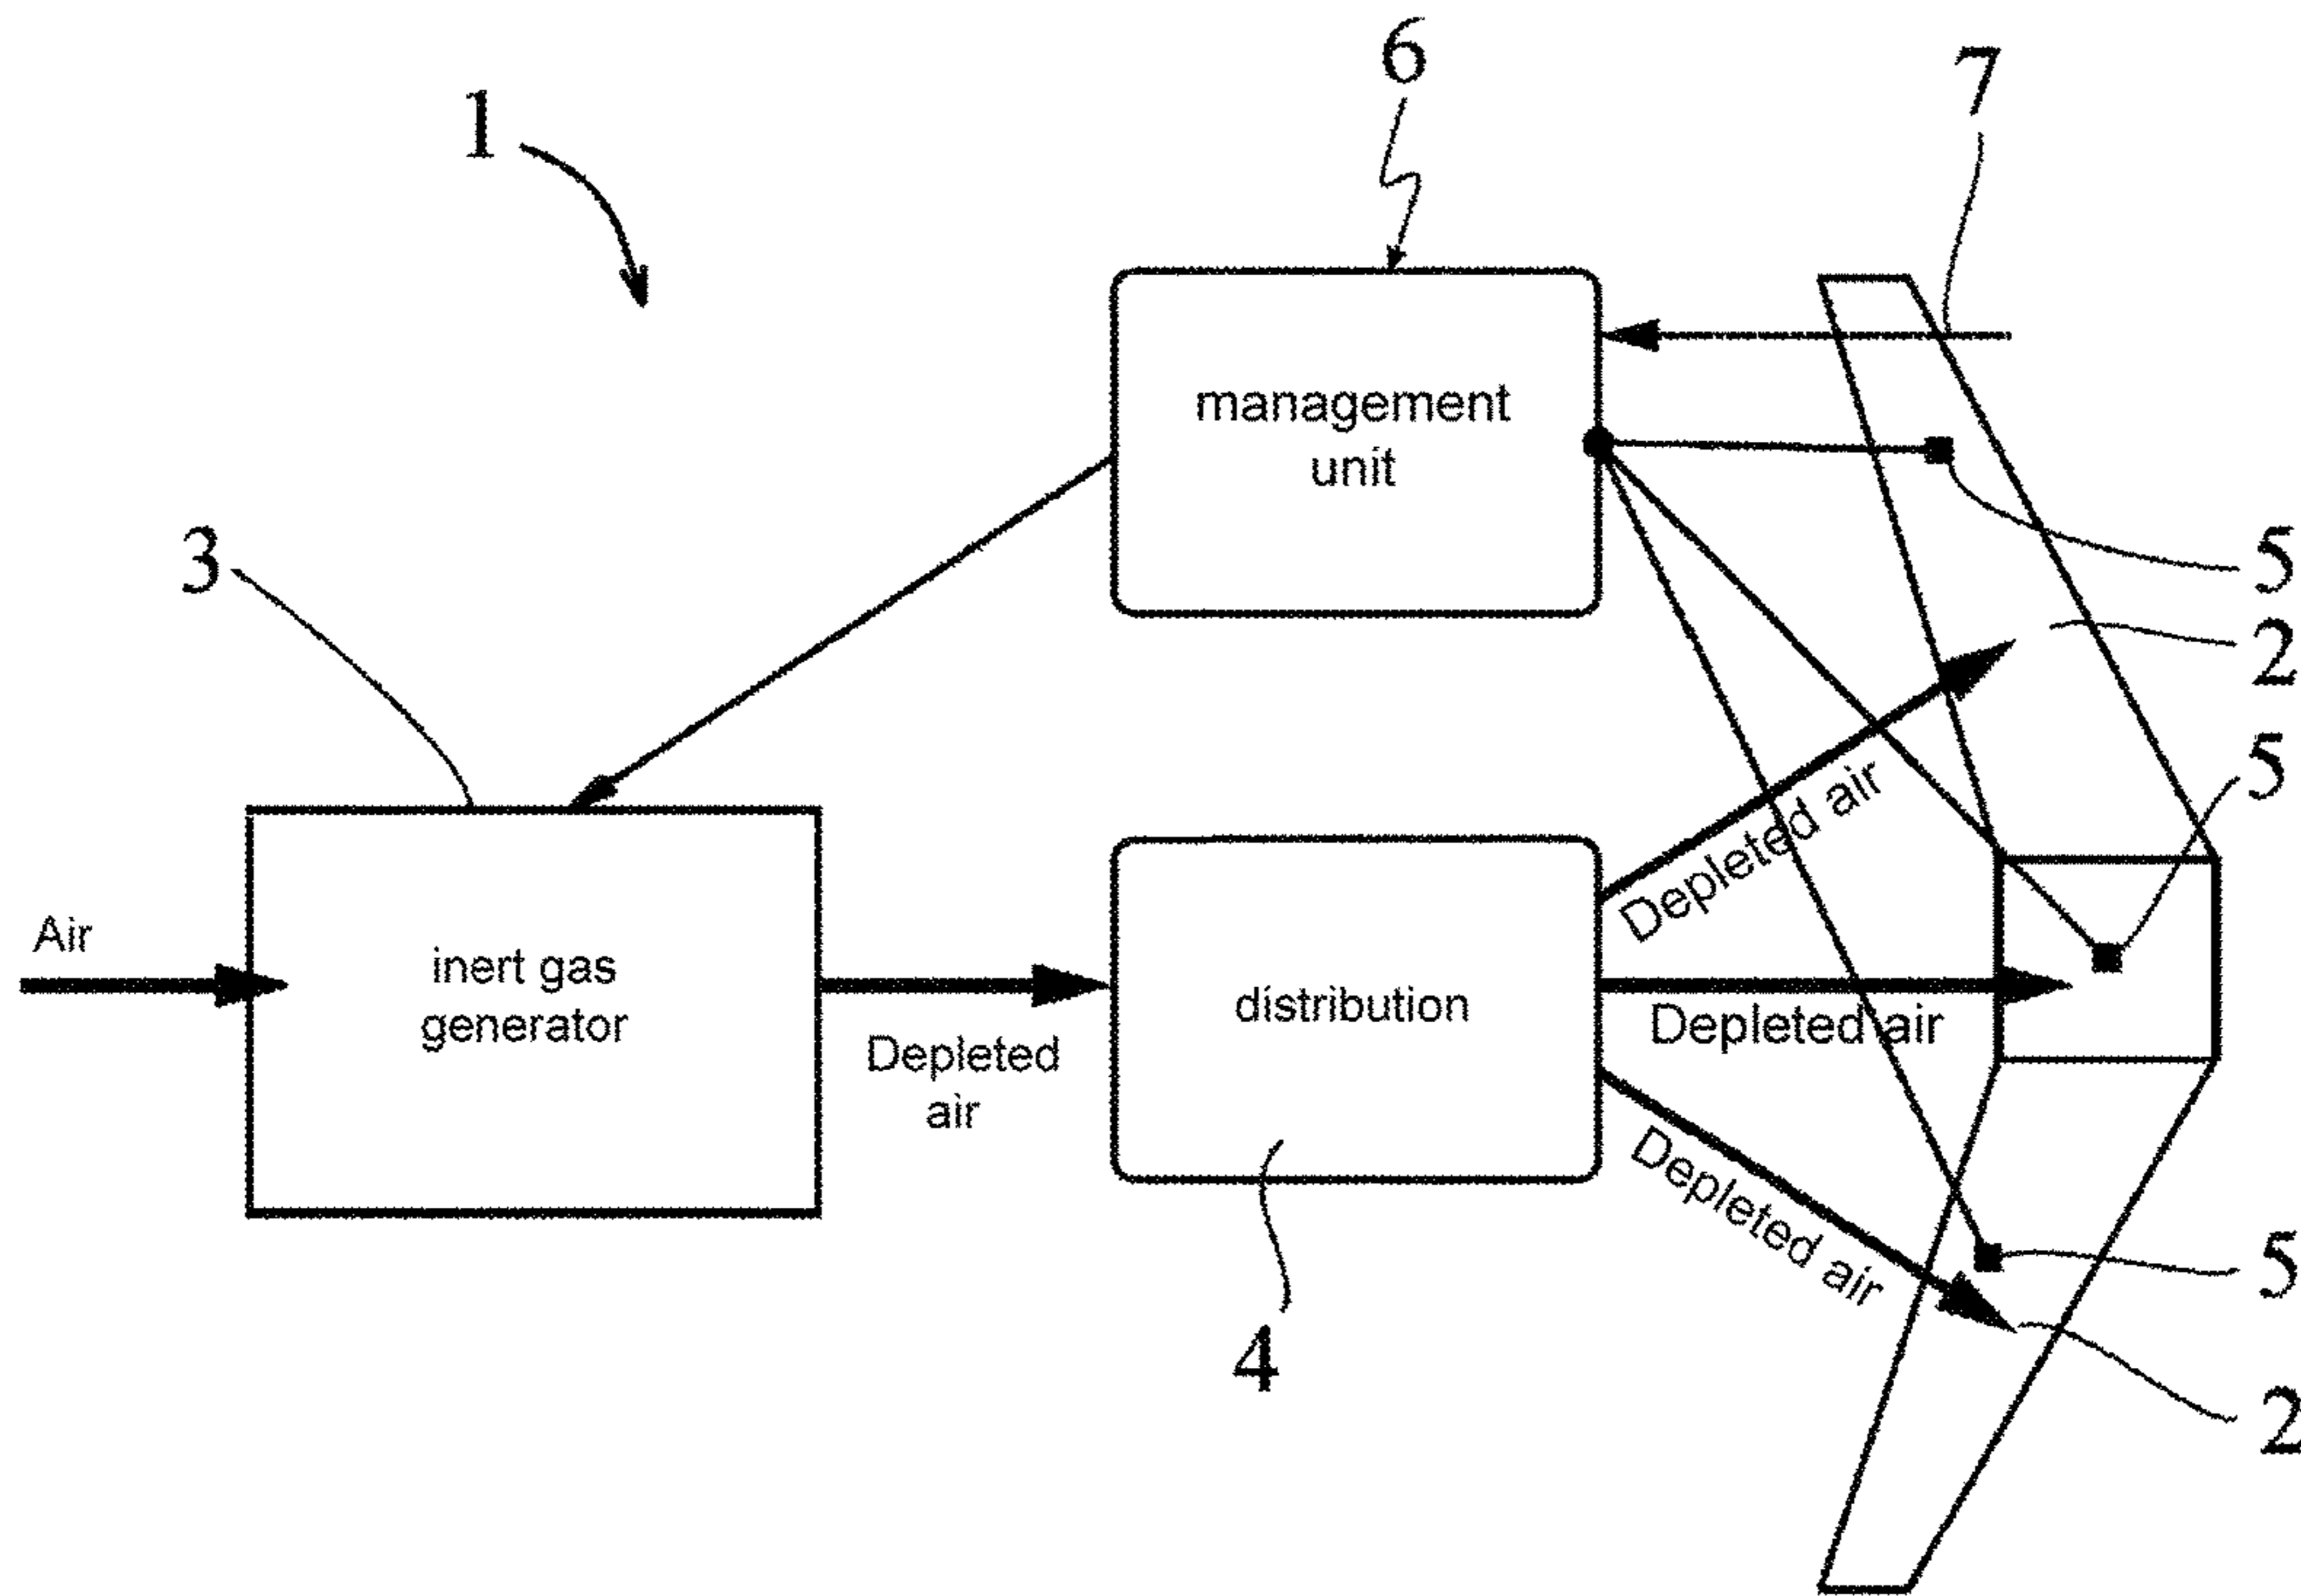 6
7
1
management
unit
3
5
2
5
Depleted air
Air
inert gas
generator
distribution
Depleted air
Depleted
air
Depleted air
5
4
2